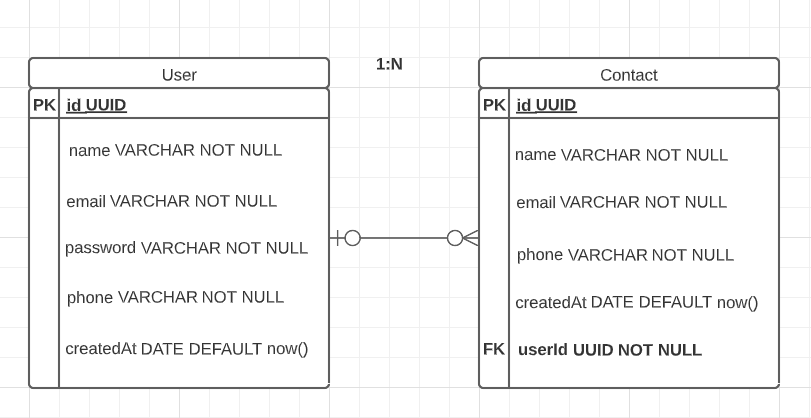 1:N
User
PK id UUID
name VARCHAR NOT NULL
email VARCHAR NOT NULL
password VARCHAR NOT NULL
phone VARCHAR NOT NULL
createdAt DATE DEFAULT now()
Contact
PK id UUID
name VARCHAR NOT NULL
email VARCHAR NOT NULL
phone VARCHAR NOT NULL
createdAt DATE DEFAULT now()
FK userId UUID NOT NULL